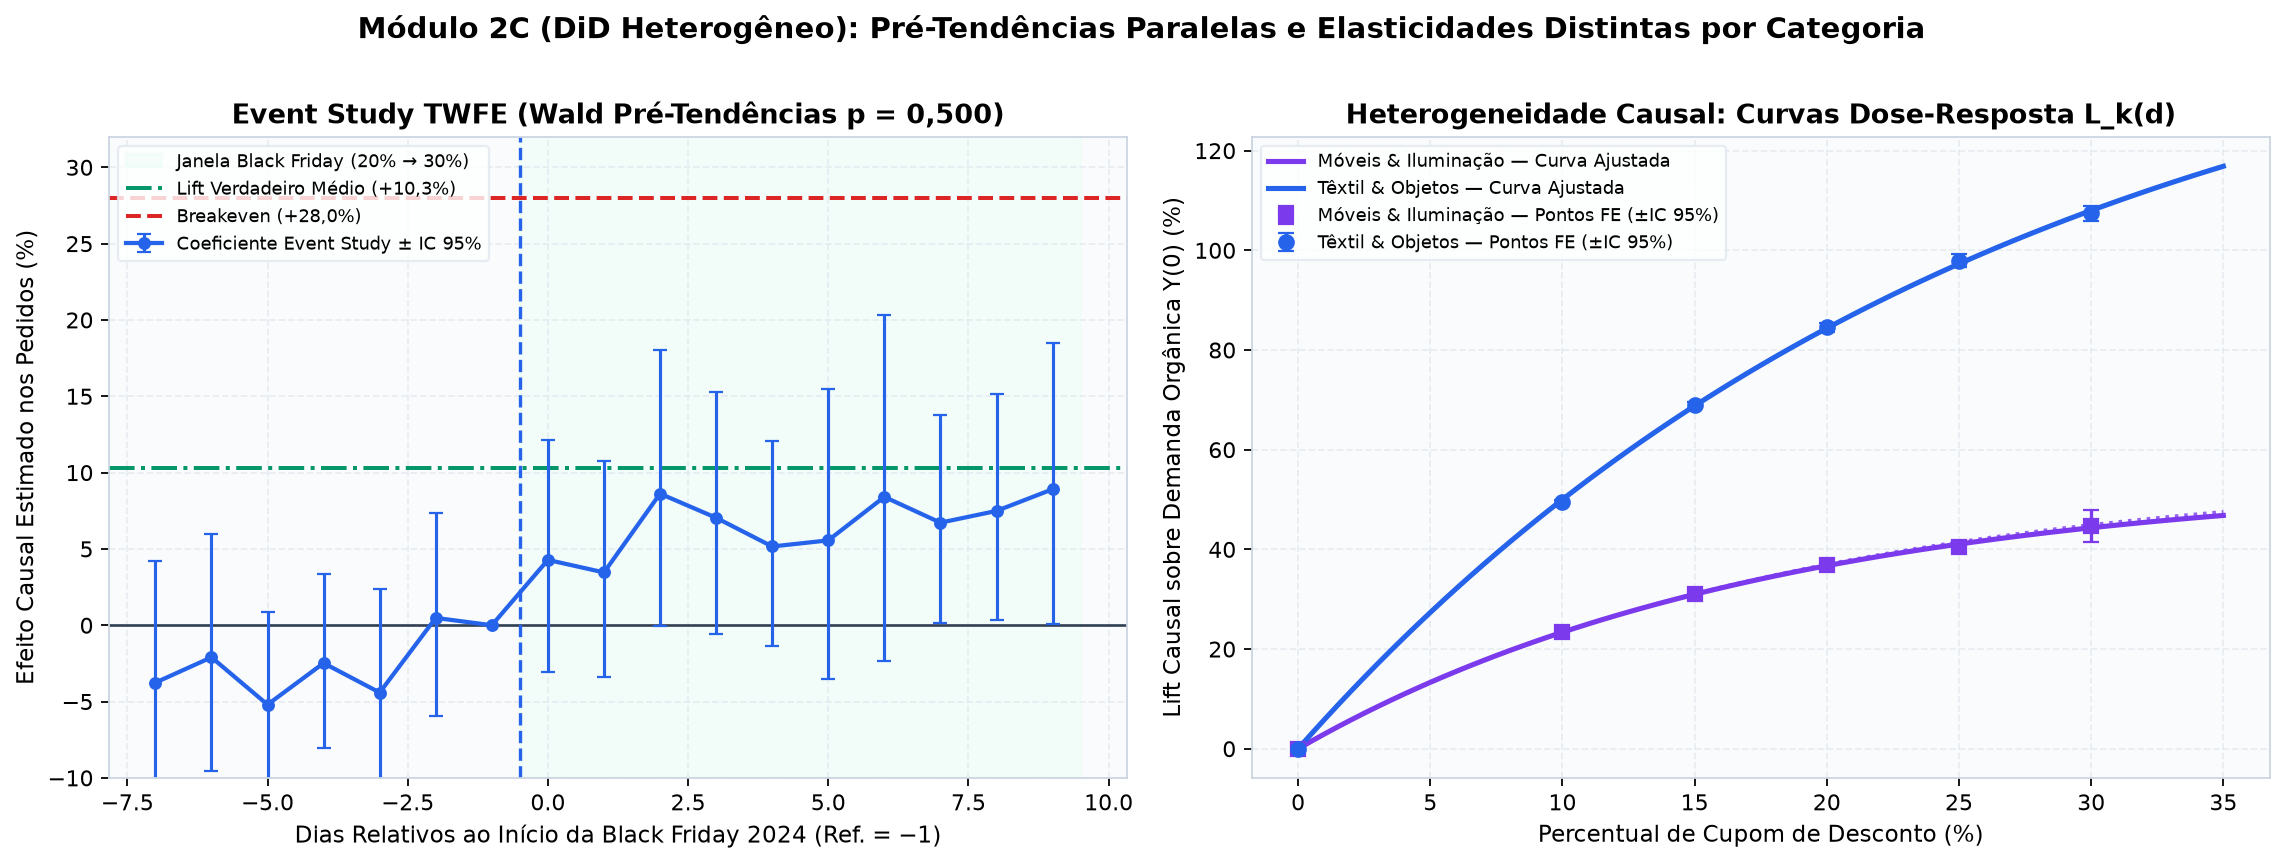 Módulo 2C (DiD Heterogêneo): Pré-Tendências Paralelas e Elasticidades Distintas por Categoria
Event Study TWFE (Wald Pré-Tendências p = 0,500)
Janela Black Friday (20% → 30%)
Lift Verdadeiro Médio (+10,3%)
Breakeven (+28,0%)
Coeficiente Event Study ± IC 95%
Efeito Causal Estimado nos Pedidos (%)
30
25
20
15
10
5
0
−5
−10
−7.5 −5.0 −2.5 0.0 2.5 5.0 7.5 10.0
Dias Relativos ao Início da Black Friday 2024 (Ref. = −1)
Heterogeneidade Causal: Curvas Dose-Resposta L_k(d)
Móveis & Iluminação — Curva Ajustada
Têxtil & Objetos — Curva Ajustada
Móveis & Iluminação — Pontos FE (±IC 95%)
Têxtil & Objetos — Pontos FE (±IC 95%)
Lift Causal sobre Demanda Orgânica Y(0) (%)
120
100
80
60
40
20
0
0 5 10 15 20 25 30 35
Percentual de Cupom de Desconto (%)